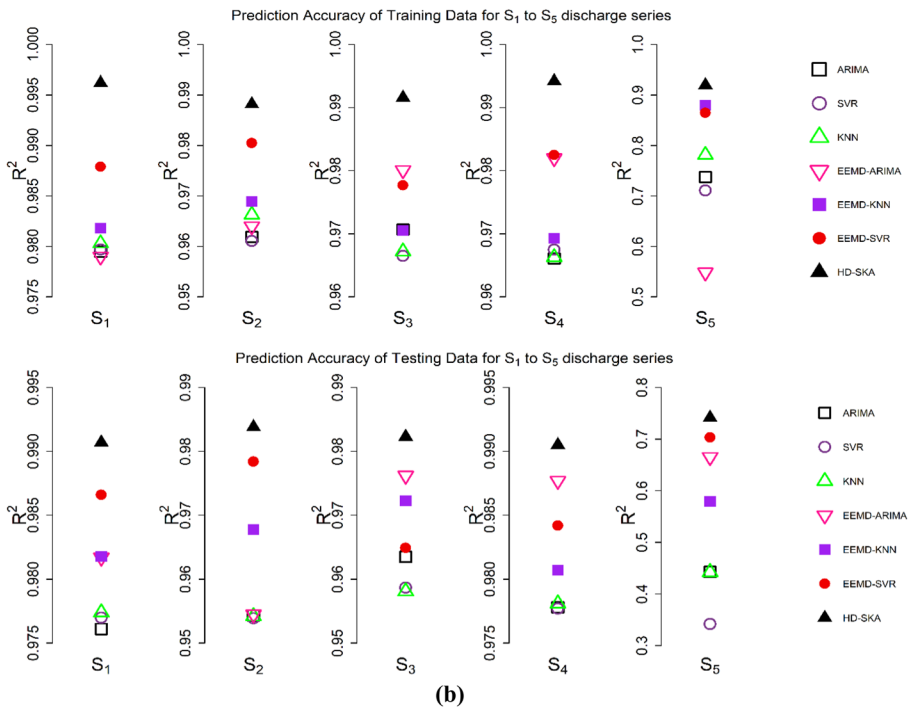 Prediction Accuracy of Training Data for S1 to S5 discharge series
R2
0.975 0.980 0.985 0.990 0.995 1.000
S1
R2
0.95 0.96 0.97 0.98 0.99 1.00
S2
R2
0.96 0.97 0.98 0.99 1.00
S3
R2
0.96 0.97 0.98 0.99 1.00
S4
R2
0.5 0.6 0.7 0.8 0.9 1.0
S5
ARIMA
SVR
KNN
EEMD-ARIMA
EEMD-KNN
EEMD-SVR
HD-SKA
Prediction Accuracy of Testing Data for S1 to S5 discharge series
R2
0.975 0.980 0.985 0.990 0.995
S1
R2
0.95 0.96 0.97 0.98 0.99
S2
R2
0.95 0.96 0.97 0.98 0.99
S3
R2
0.975 0.980 0.985 0.990 0.995
S4
R2
0.3 0.4 0.5 0.6 0.7 0.8
S5
ARIMA
SVR
KNN
EEMD-ARIMA
EEMD-KNN
EEMD-SVR
HD-SKA
(b)